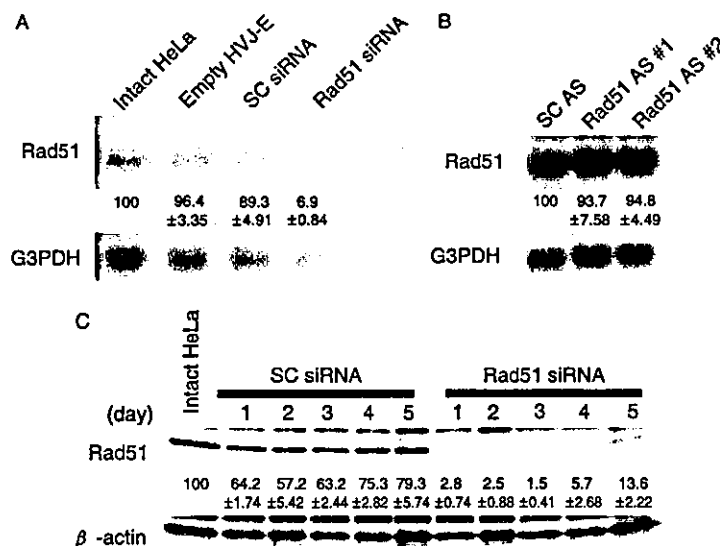 A
Intact HeLa
Empty HVJ-E
SC siRNA
Rad51 siRNA
Rad51
100 96.4 89.3 6.9
±3.35 ±4.91 ±0.84
G3PDH
B
SC AS
Rad51 AS #1
Rad51 AS #2
Rad51
100 93.7 94.8
±7.58 ±4.49
G3PDH
C
Intact HeLa
SC siRNA Rad51 siRNA
(day) 1 2 3 4 5 1 2 3 4 5
Rad51
100 64.2 57.2 63.2 75.3 79.3 2.8 2.5 1.5 5.7 13.6
±1.74 ±5.42 ±2.44 ±2.82 ±5.74 ±0.74 ±0.88 ±0.41 ±2.68 ±2.22
β -actin